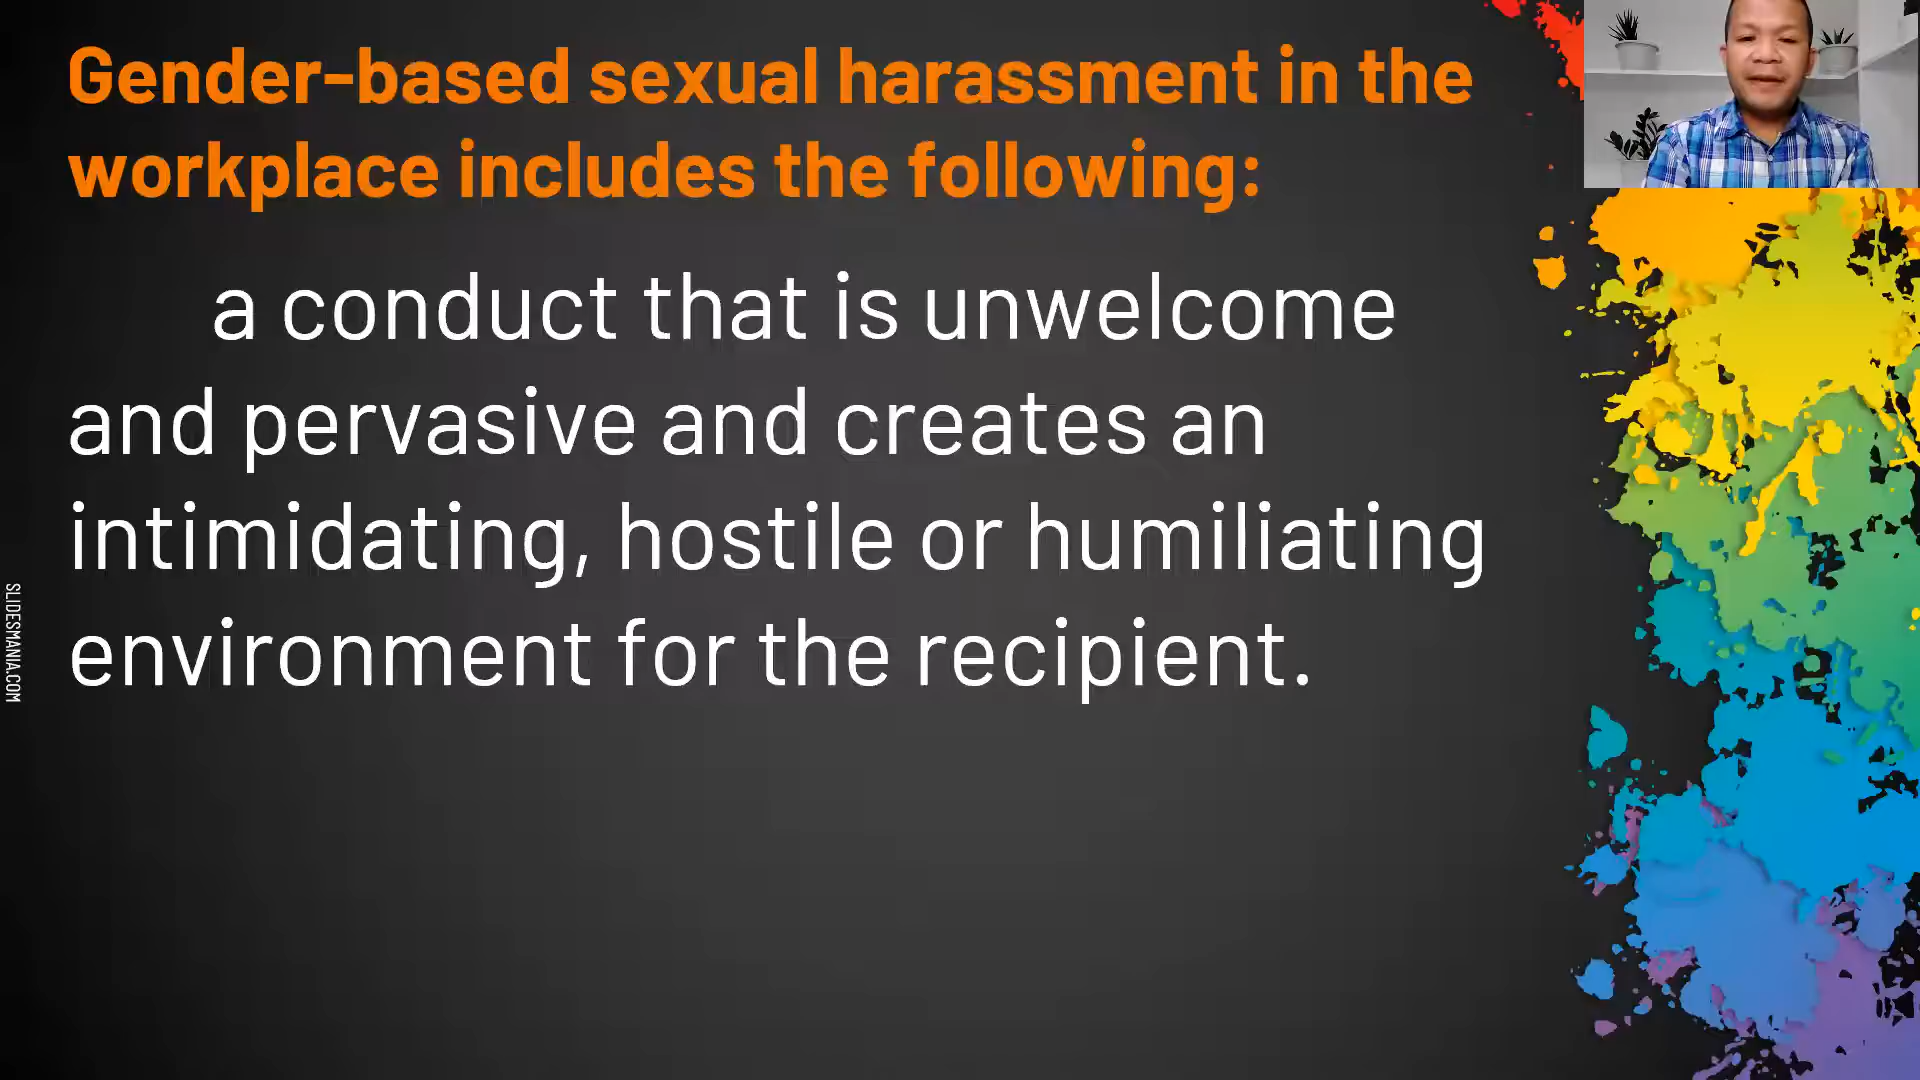 Gender-based sexual harassment in the
workplace includes the following:
a conduct that is unwelcome
and pervasive and creates an
intimidating, hostile or humiliating
environment for the recipient.
SLIDESMANIA.COM